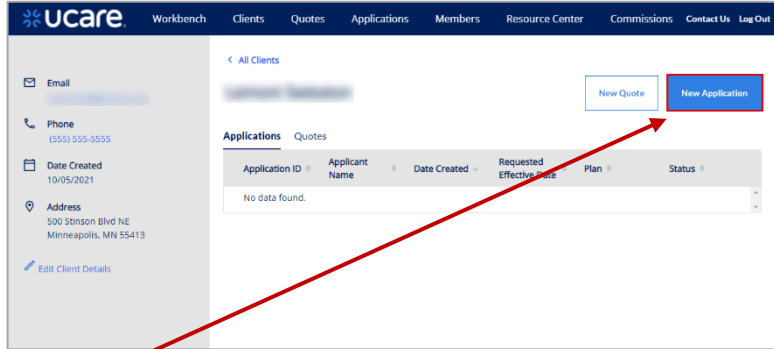 ucare
Workbench Clients Quotes Applications Members Resource Center Commissions Contact Us Log Out
< All Clients
Email
New Quote New Application
Phone
(555) 555-5555
Applications Quotes
Date Created
10/05/2021
Application ID Applicant Name Date Created Requested Effective Date Plan Status
No data found.
Address
500 Stinson Blvd NE
Minneapolis, MN 55413
Edit Client Details